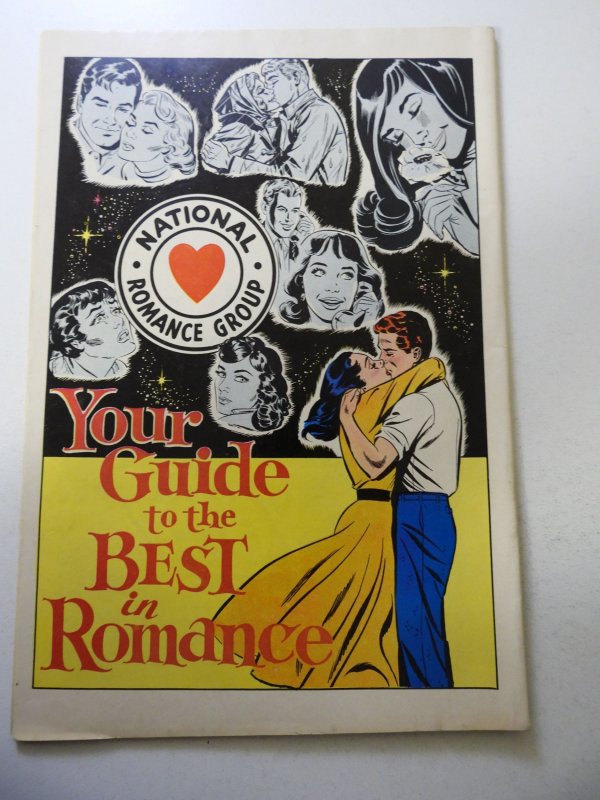 NATIONAL
ROMANCE GROUP
Your
Guide
to the
BEST
in
Romance